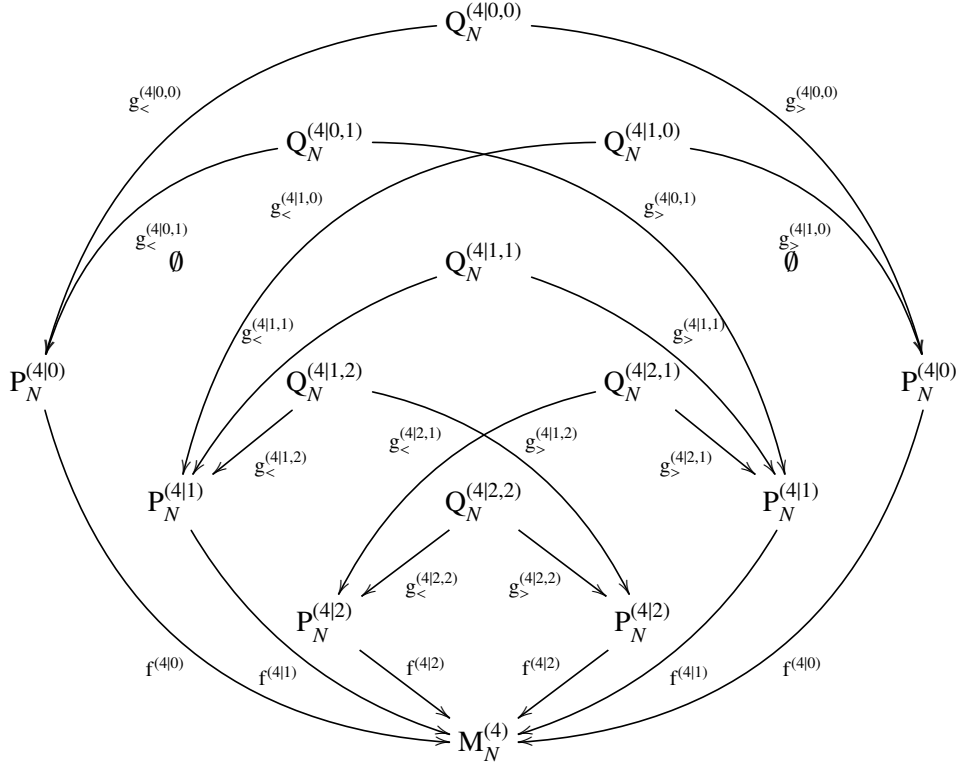 Q_N^{(4|0,0)}
g_<^{(4|0,0)} g_>^{(4|0,0)}
Q_N^{(4|0,1)} Q_N^{(4|1,0)}
g_<^{(4|1,0)} g_>^{(4|0,1)}
g_<^{(4|0,1)} g_>^{(4|1,0)}
∅ Q_N^{(4|1,1)} ∅
g_<^{(4|1,1)} g_>^{(4|1,1)}
P_N^{(4|0)} Q_N^{(4|1,2)} Q_N^{(4|2,1)} P_N^{(4|0)}
g_<^{(4|2,1)} g_>^{(4|1,2)}
g_<^{(4|1,2)} g_>^{(4|2,1)}
P_N^{(4|1)} Q_N^{(4|2,2)} P_N^{(4|1)}
g_<^{(4|2,2)} g_>^{(4|2,2)}
P_N^{(4|2)} P_N^{(4|2)}
f^{(4|0)} f^{(4|1)} f^{(4|2)} f^{(4|2)} f^{(4|1)} f^{(4|0)}
M_N^{(4)}